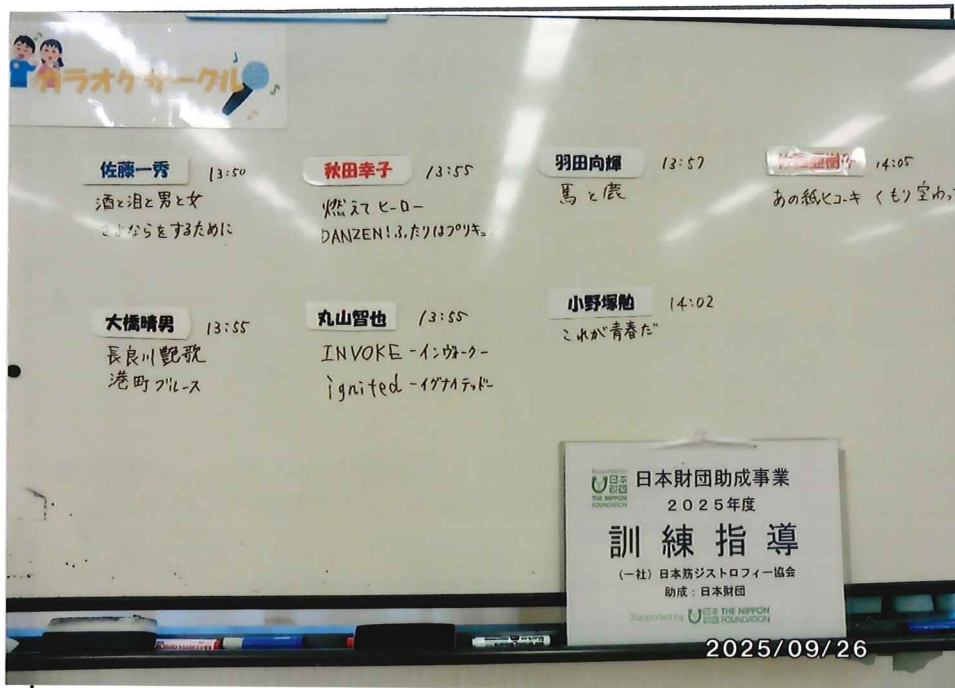 カラオケサークル
佐藤一秀 13:50
酒と泪と男と女
さよならをするために
秋田幸子 13:55
燃えてヒーロー
DANZEN!ふたりはプリキュ
羽田向輝 13:57
馬と鹿
14:05
あの紙ヒコーキ くもり空わっ
大橋晴男 13:55
長良川艶歌
港町ブルース
丸山智也 13:55
INVOKE -インヴォーク-
ignited -イグナイテッド-
小野塚勉 14:02
これが青春だ
Supported by 日本財団 THE NIPPON FOUNDATION
日本財団助成事業
2025年度
訓練指導
(一社)日本筋ジストロフィー協会
助成:日本財団
Supported by 日本財団 THE NIPPON FOUNDATION
2025/09/26